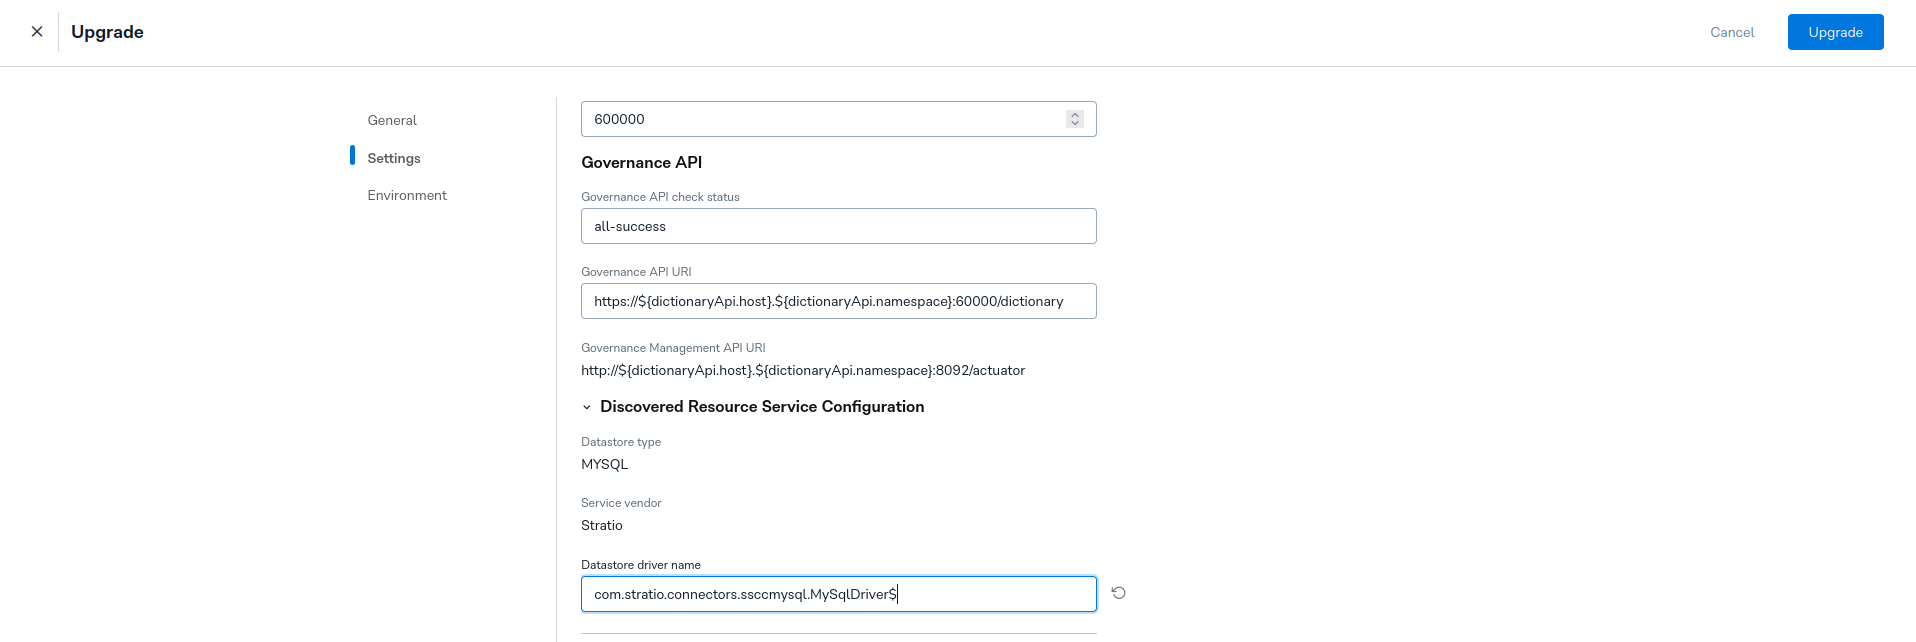 Upgrade
Cancel
Upgrade
General
Settings
Environment
600000
Governance API
Governance API check status
all-success
Governance API URI
https://${dictionaryApi.host}.${dictionaryApi.namespace}:60000/dictionary
Governance Management API URI
http://${dictionaryApi.host}.${dictionaryApi.namespace}:8092/actuator
Discovered Resource Service Configuration
Datastore type
MYSQL
Service vendor
Stratio
Datastore driver name
com.stratio.connectors.ssccmysql.MySqlDriver$